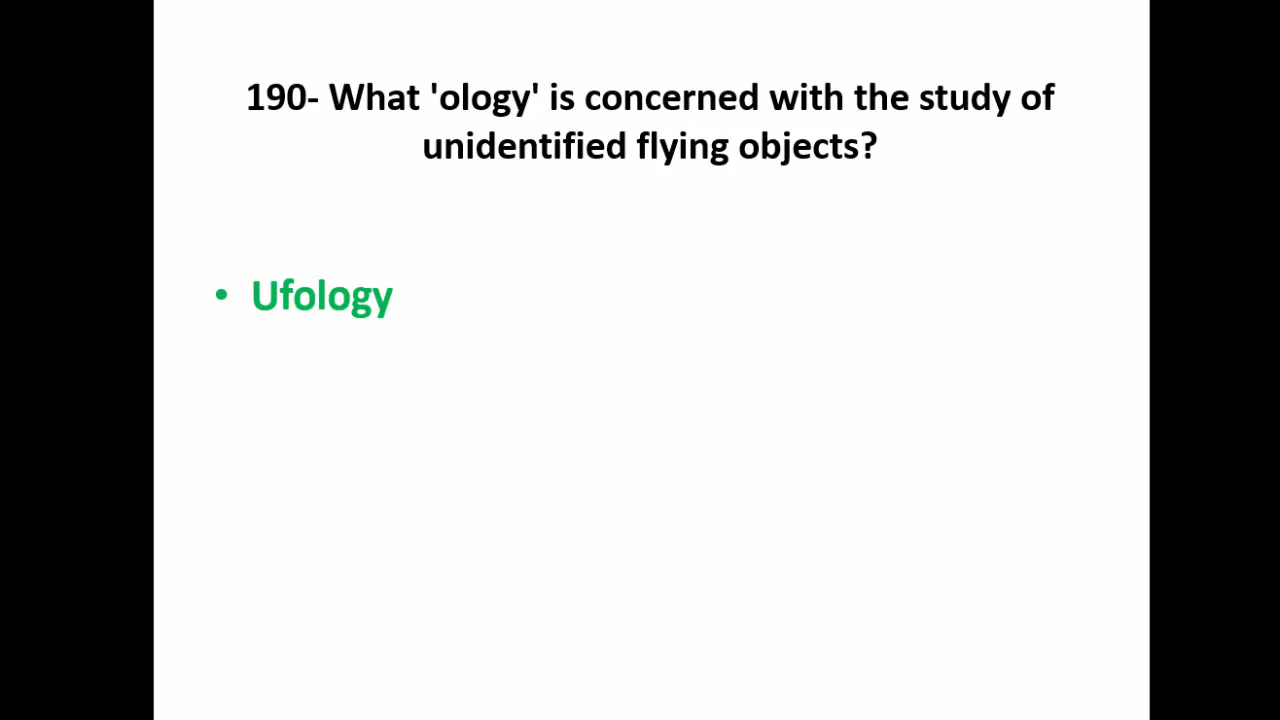 190- What 'ology' is concerned with the study of
unidentified flying objects?
• Ufology